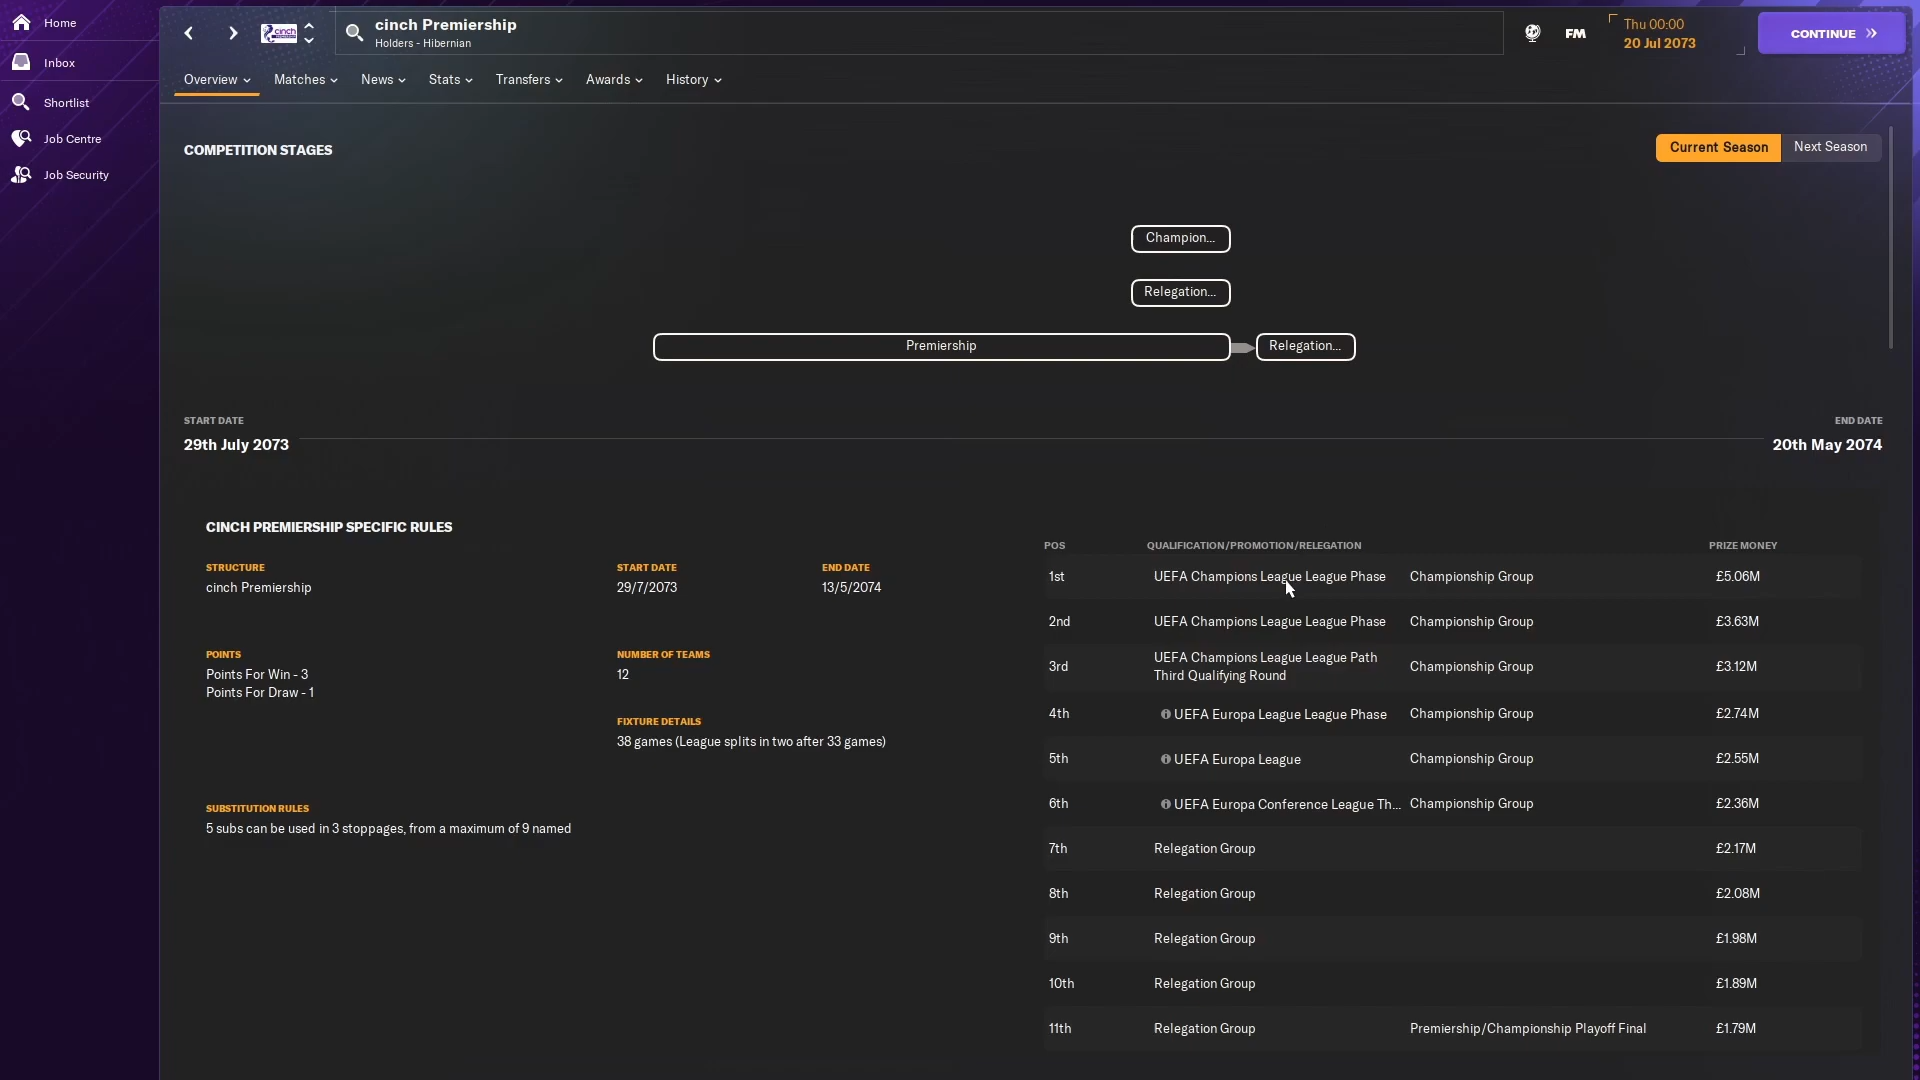 Home
Inbox
Shortlist
Job Centre
Job Security
cinch
cinch Premiership
Holders - Hibernian
FM
Thu 00:00
20 Jul 2073
CONTINUE
Overview
Matches
News
Stats
Transfers
Awards
History
COMPETITION STAGES
Current Season
Next Season
Champion...
Relegation...
Premiership
Relegation...
START DATE
29th July 2073
END DATE
20th May 2074
CINCH PREMIERSHIP SPECIFIC RULES
STRUCTURE
cinch Premiership
START DATE
29/7/2073
END DATE
13/5/2074
POINTS
Points For Win - 3
Points For Draw - 1
NUMBER OF TEAMS
12
FIXTURE DETAILS
38 games (League splits in two after 33 games)
SUBSTITUTION RULES
5 subs can be used in 3 stoppages, from a maximum of 9 named
POS QUALIFICATION/PROMOTION/RELEGATION PRIZE MONEY
1st UEFA Champions League League Phase Championship Group £5.06M
2nd UEFA Champions League League Phase Championship Group £3.63M
3rd UEFA Champions League League Path Third Qualifying Round Championship Group £3.12M
4th UEFA Europa League League Phase Championship Group £2.74M
5th UEFA Europa League Championship Group £2.55M
6th UEFA Europa Conference League Th... Championship Group £2.36M
7th Relegation Group £2.17M
8th Relegation Group £2.08M
9th Relegation Group £1.98M
10th Relegation Group £1.89M
11th Relegation Group Premiership/Championship Playoff Final £1.79M